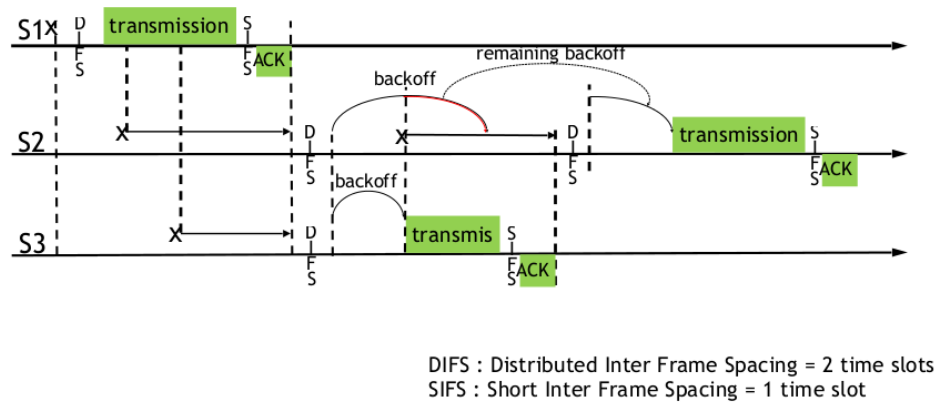 S1 x D transmission S
F F
S S ACK
remaining backoff
backoff
S2 x x D transmission S
D F F
F S S ACK
S
backoff
S3 x D transmis S
F F
S S ACK
DIFS : Distributed Inter Frame Spacing = 2 time slots
SIFS : Short Inter Frame Spacing = 1 time slot